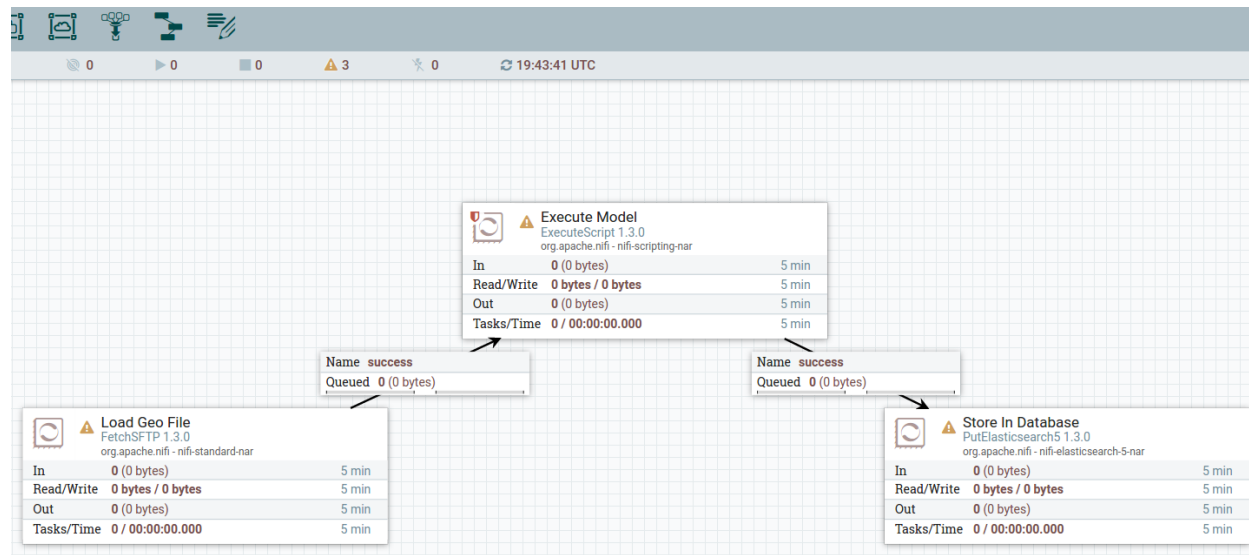 0 0 0 3 0 19:43:41 UTC
Execute Model
ExecuteScript 1.3.0
org.apache.nifi - nifi-scripting-nar
In 0 (0 bytes) 5 min
Read/Write 0 bytes / 0 bytes 5 min
Out 0 (0 bytes) 5 min
Tasks/Time 0 / 00:00:00.000 5 min
Name success
Queued 0 (0 bytes)
Name success
Queued 0 (0 bytes)
Load Geo File
FetchSFTP 1.3.0
org.apache.nifi - nifi-standard-nar
In 0 (0 bytes) 5 min
Read/Write 0 bytes / 0 bytes 5 min
Out 0 (0 bytes) 5 min
Tasks/Time 0 / 00:00:00.000 5 min
Store In Database
PutElasticsearch5 1.3.0
org.apache.nifi - nifi-elasticsearch-5-nar
In 0 (0 bytes) 5 min
Read/Write 0 bytes / 0 bytes 5 min
Out 0 (0 bytes) 5 min
Tasks/Time 0 / 00:00:00.000 5 min